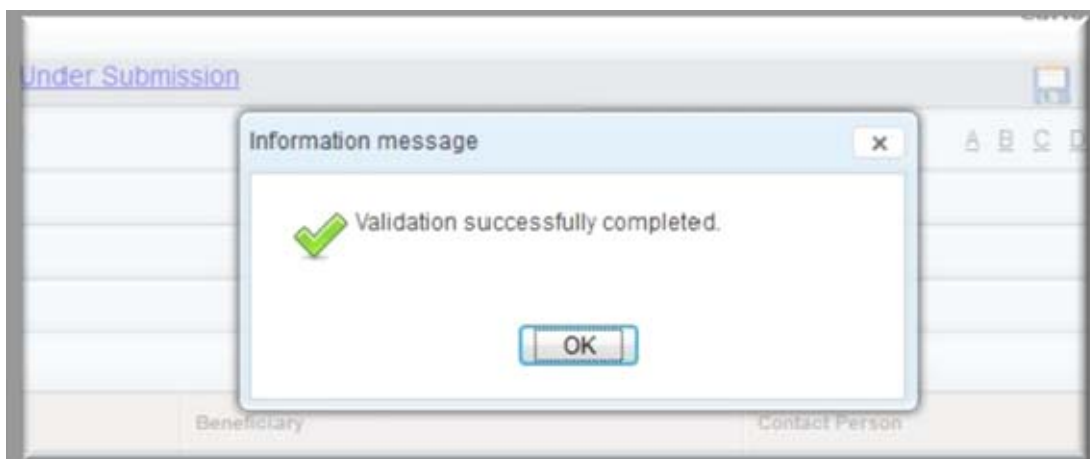 Under Submission
Information message
A B C D
Validation successfully completed.
OK
Beneficiary
Contact Person